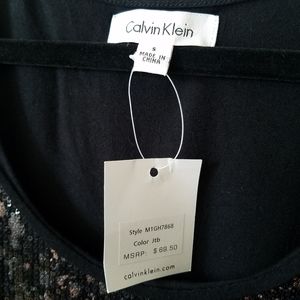 Calvin Klein
S
MADE IN
CHINA
Style M1GH7868
Color Jtb
MSRP: $ 69.50
calvinklein.com